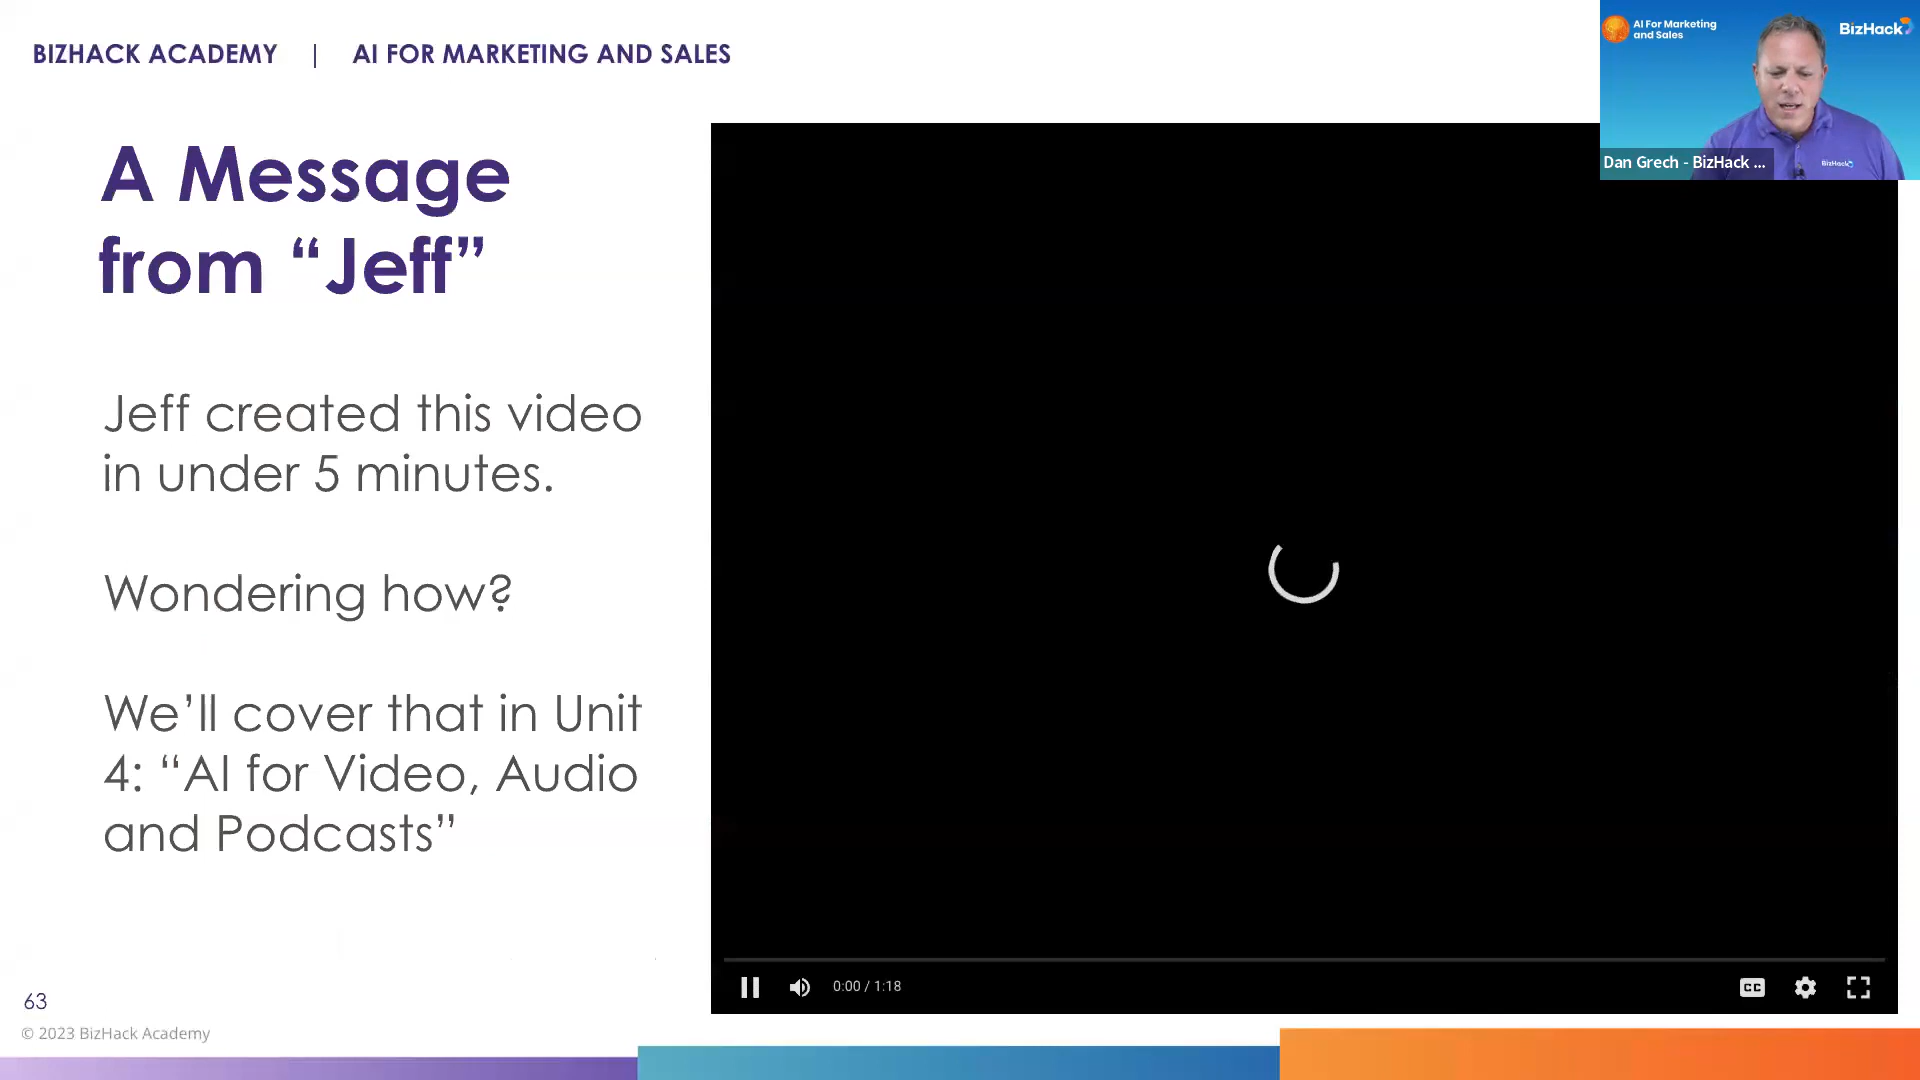 BIZHACK ACADEMY | AI FOR MARKETING AND SALES
AI For Marketing
and Sales
BizHack
BizHack
Dan Grech - BizHack ...
A Message
from “Jeff”
Jeff created this video
in under 5 minutes.
Wondering how?
We’ll cover that in Unit
4: “AI for Video, Audio
and Podcasts”
0:00 / 1:18
CC
63
© 2023 BizHack Academy